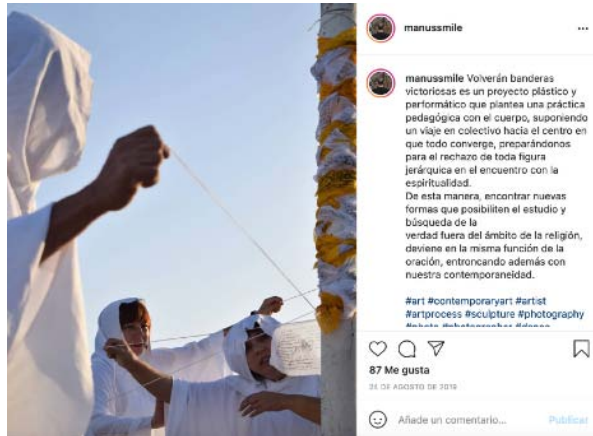 manussmile
manussmile Volverán banderas
victoriosas es un proyecto plástico y
performático que plantea una práctica
pedagógica con el cuerpo, suponiendo
un viaje en colectivo hacia el centro en
que todo converge, preparándonos
para el rechazo de toda figura
jerárquica en el encuentro con la
espiritualidad.
De esta manera, encontrar nuevas
formas que posibiliten el estudio y
búsqueda de la
verdad fuera del ámbito de la religión,
deviene en la misma función de la
oración, entroncando además con
nuestra contemporaneidad.
#art #contemporaryart #artist
#artprocess #sculpture #photography
#photo #photographer #dance
87 Me gusta
24 DE AGOSTO DE 2019
Añade un comentario...
Publicar